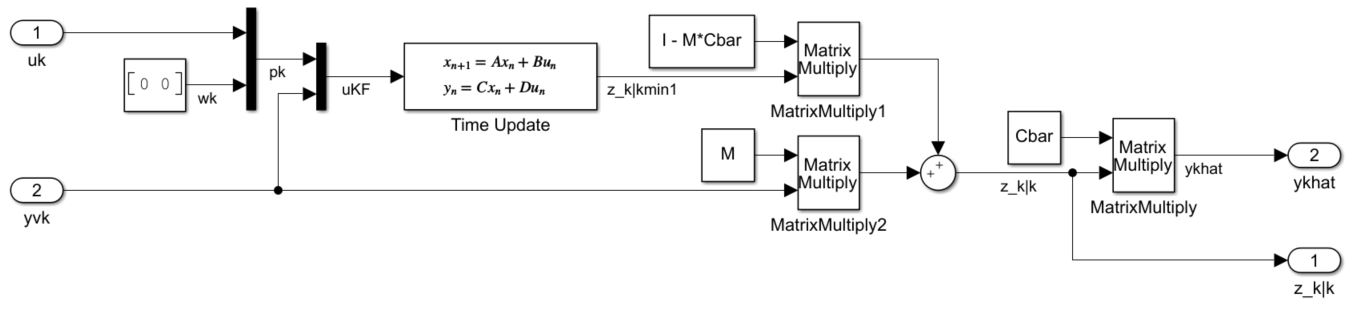 1
uk
[ 0 0 ]
wk
pk
uKF
x_{n+1} = Ax_n + Bu_n
y_n = Cx_n + Du_n
Time Update
z_k|kmin1
I - M*Cbar
Matrix
Multiply
MatrixMultiply1
2
yvk
M
Matrix
Multiply
MatrixMultiply2
+
+
z_k|k
Cbar
Matrix
Multiply
MatrixMultiply
ykhat
2
ykhat
1
z_k|k